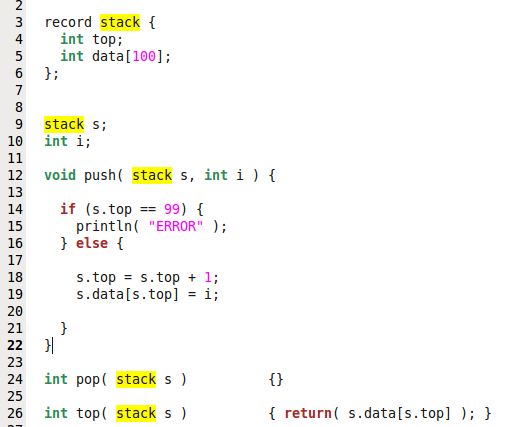 2
3 record stack {
4   int top;
5   int data[100];
6 };
7
8
9 stack s;
10 int i;
11
12 void push( stack s, int i ) {
13
14   if (s.top == 99) {
15     println( "ERROR" );
16   } else {
17
18     s.top = s.top + 1;
19     s.data[s.top] = i;
20
21   }
22 }
23
24 int pop( stack s )          {}
25
26 int top( stack s )          { return( s.data[s.top] ); }